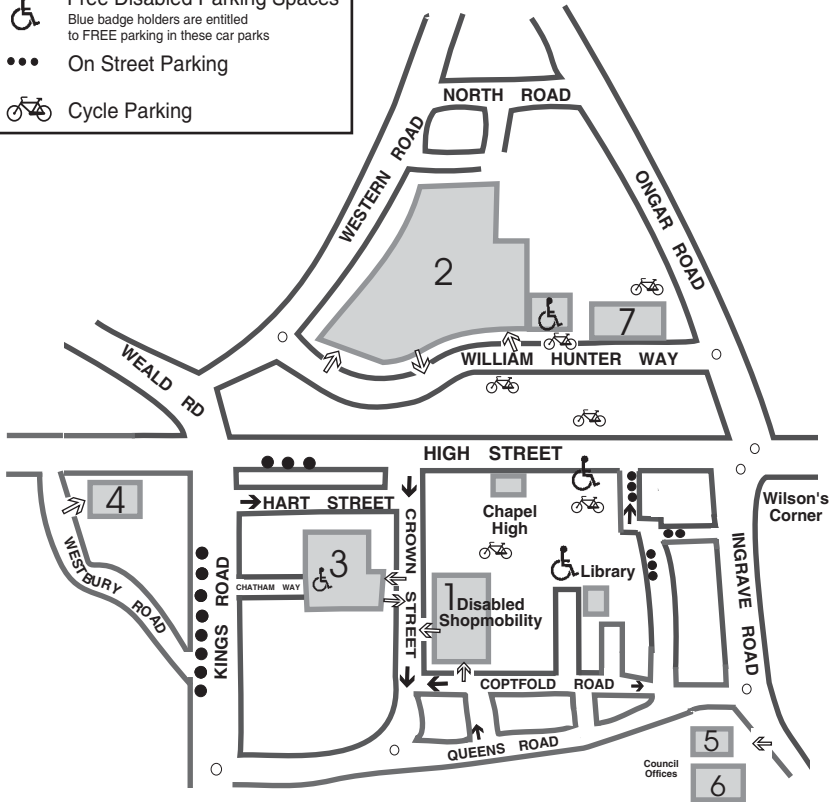 Free Disabled Parking Spaces
Blue badge holders are entitled
to FREE parking in these car parks
On Street Parking
Cycle Parking
NORTH ROAD
WESTERN ROAD
ONGAR ROAD
2
7
WILLIAM HUNTER WAY
WEALD RD
HIGH STREET
HART STREET
4
Chapel
High
Wilson's
Corner
WESTBURY ROAD
KINGS ROAD
CHATHAM WAY
3
CROWN STREET
1
Disabled
Shopmobility
Library
INGRAVE ROAD
COPTFOLD ROAD
QUEENS ROAD
5
Council
Offices
6